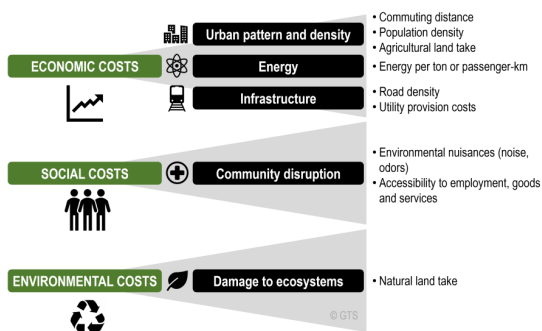 Urban pattern and density
• Commuting distance
• Population density
• Agricultural land take
ECONOMIC COSTS
Energy
• Energy per ton or passenger-km
Infrastructure
• Road density
• Utility provision costs
SOCIAL COSTS
Community disruption
• Environmental nuisances (noise,
odors)
• Accessibility to employment, goods
and services
ENVIRONMENTAL COSTS
Damage to ecosystems
• Natural land take
© GTS